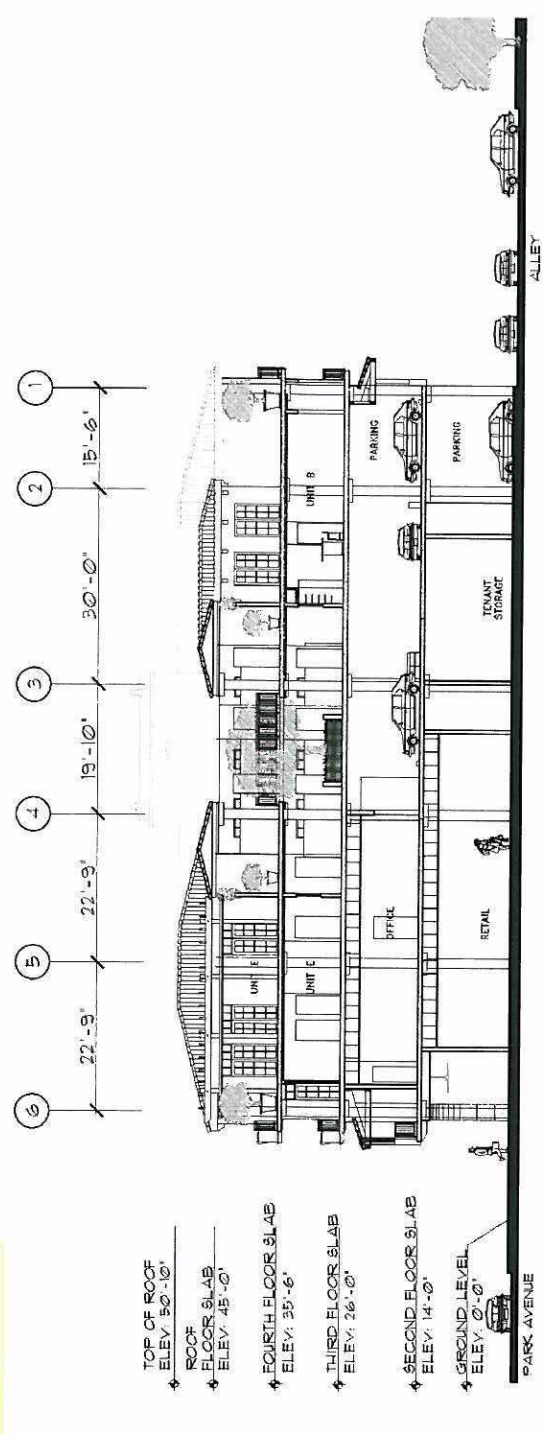 6
5
4
3
2
1
22'-9"
22'-9"
19'-10"
30'-0"
15'-6"
TOP OF ROOF
ELEV: 50'-10"
ROOF
FLOOR SLAB
ELEV: 45'-0"
FOURTH FLOOR SLAB
ELEV: 35'-6"
THIRD FLOOR SLAB
ELEV: 26'-0"
SECOND FLOOR SLAB
ELEV: 14'-0"
GROUND LEVEL
ELEV: 0'-0"
UNIT E
UNIT C
UNIT B
OFFICE
PARKING
RETAIL
TENANT
STORAGE
PARKING
PARK AVENUE
ALLEY